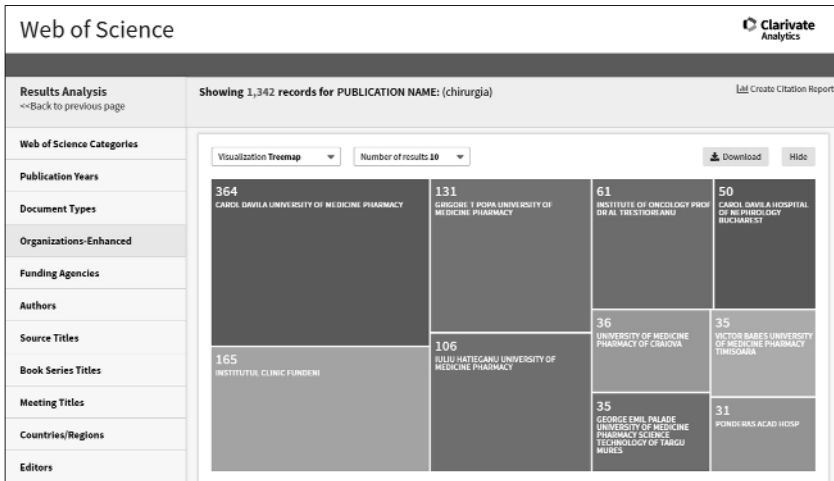 Web of Science
Clarivate
Analytics
Results Analysis
<<Back to previous page
Showing 1,342 records for PUBLICATION NAME: (chirurgia)
Create Citation Report
Web of Science Categories
Publication Years
Document Types
Organizations-Enhanced
Funding Agencies
Authors
Source Titles
Book Series Titles
Meeting Titles
Countries/Regions
Editors
Visualization Treemap
Number of results 10
Download
Hide
364
CAROL DAVILA UNIVERSITY OF MEDICINE PHARMACY
131
GRIGORE T POPA UNIVERSITY OF
MEDICINE PHARMACY
61
INSTITUTE OF ONCOLOGY PROF
DR AL TRESTIOREANU
50
CAROL DAVILA HOSPITAL
OF NEPHROLOGY
BUCHAREST
165
INSTITUTUL CLINIC FUNDENI
106
IULIU HATIEGANU UNIVERSITY OF
MEDICINE PHARMACY
36
UNIVERSITY OF MEDICINE
PHARMACY OF CRAIOVA
35
VICTOR BABES UNIVERSITY
OF MEDICINE PHARMACY
TIMISOARA
35
GEORGE EMIL PALADE
UNIVERSITY OF MEDICINE
PHARMACY SCIENCE
TECHNOLOGY OF TARGU
MURES
31
PONDERAS ACAD HOSP